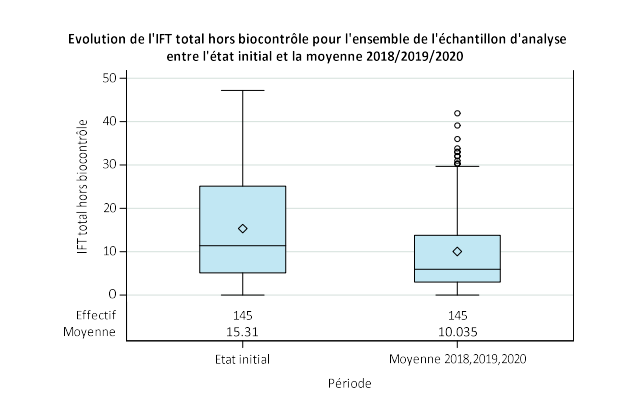 Evolution de l'IFT total hors biocontrôle pour l'ensemble de l'échantillon d'analyse
entre l'état initial et la moyenne 2018/2019/2020
IFT total hors biocontrôle
50
40
30
20
10
0
Effectif 145 145
Moyenne 15.31 10.035
Etat initial Moyenne 2018,2019,2020
Période